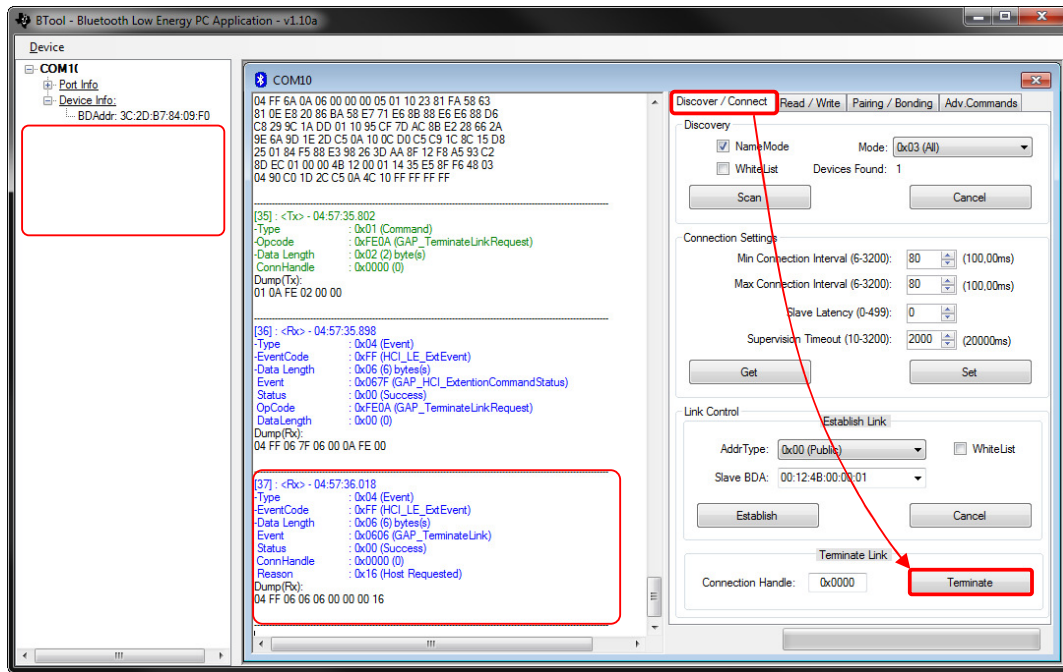 BTool - Bluetooth Low Energy PC Application - v1.10a
Device
COM10
Port Info
Device Info:
BDAddr: 3C:2D:B7:84:09:F0
COM10
04 FF 6A 0A 06 00 00 00 05 01 10 23 81 FA 58 63
81 0E E8 20 86 BA 58 E7 71 E6 8B 88 E6 E6 88 D6
C8 29 9C 1A DD 01 10 95 CF 7D AC 8B E2 28 66 2A
9E 6A 9D 1E 2D C5 0A 10 0C D0 C5 C9 1C 8C 15 D8
25 01 84 F5 88 E3 98 26 3D AA 8F 12 F8 A5 93 C2
8D EC 01 00 00 4B 12 00 01 14 35 E5 8F F6 48 03
04 90 C0 1D 2C C5 0A 4C 10 FF FF FF FF
[35] : <Tx> - 04:57:35.802
-Type : 0x01 (Command)
-Opcode : 0xFE0A (GAP_TerminateLinkRequest)
-Data Length : 0x02 (2) byte(s)
ConnHandle : 0x0000 (0)
Dump(Tx):
01 0A FE 02 00 00
[36] : <Rx> - 04:57:35.898
-Type : 0x04 (Event)
-EventCode : 0xFF (HCI_LE_ExtEvent)
-Data Length : 0x06 (6) bytes(s)
Event : 0x067F (GAP_HCI_ExtentionCommandStatus)
Status : 0x00 (Success)
OpCode : 0xFE0A (GAP_TerminateLinkRequest)
DataLength : 0x00 (0)
Dump(Rx):
04 FF 06 7F 06 00 0A FE 00
[37] : <Rx> - 04:57:36.018
-Type : 0x04 (Event)
-EventCode : 0xFF (HCI_LE_ExtEvent)
-Data Length : 0x06 (6) bytes(s)
Event : 0x0606 (GAP_TerminateLink)
Status : 0x00 (Success)
ConnHandle : 0x0000 (0)
Reason : 0x16 (Host Requested)
Dump(Rx):
04 FF 06 06 06 00 00 00 16
Discover / Connect Read / Write Pairing / Bonding Adv.Commands
Discovery
NameMode Mode: 0x03 (All)
WhiteList Devices Found: 1
Scan Cancel
Connection Settings
Min Connection Interval (6-3200): 80 (100,00ms)
Max Connection Interval (6-3200): 80 (100,00ms)
Slave Latency (0-499): 0
Supervision Timeout (10-3200): 2000 (20000ms)
Get Set
Link Control
Establish Link
AddrType: 0x00 (Public) WhiteList
Slave BDA: 00:12:4B:00:00:01
Establish Cancel
Terminate Link
Connection Handle: 0x0000 Terminate